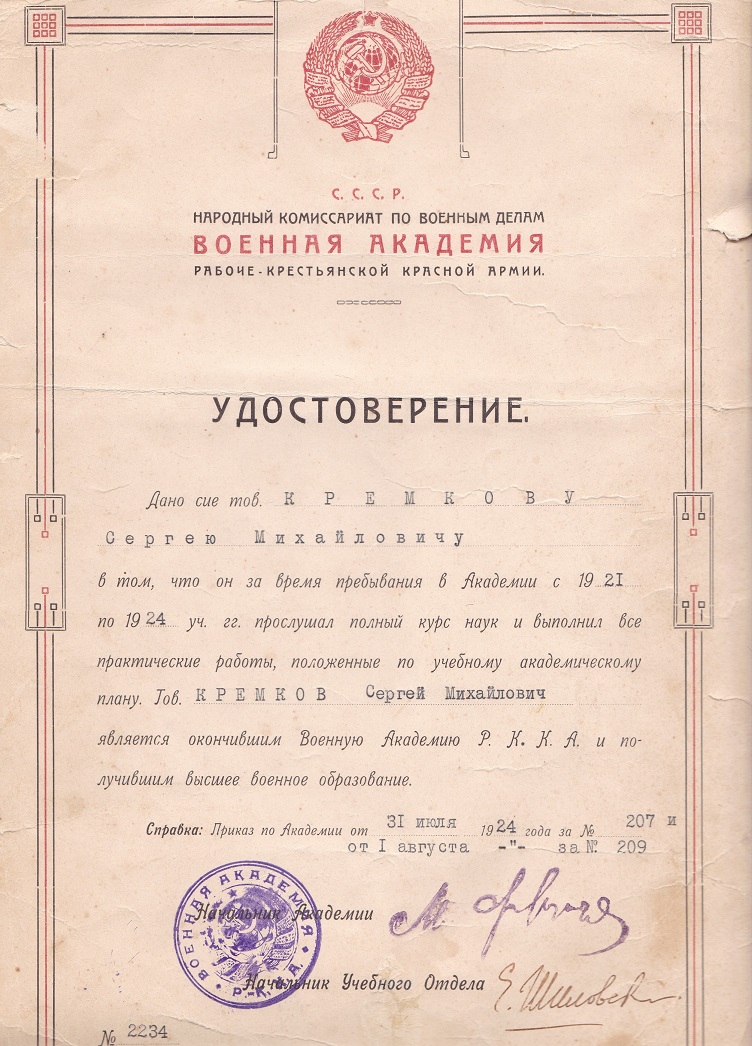 С. С. С. Р.
НАРОДНЫЙ КОМИССАРИАТ ПО ВОЕННЫМ ДЕЛАМ
ВОЕННАЯ АКАДЕМИЯ
РАБОЧЕ-КРЕСТЬЯНСКОЙ КРАСНОЙ АРМИИ.
УДОСТОВЕРЕНИЕ.
Дано сие тов. КРЕМКОВУ
Сергею Михайловичу
в том, что он за время пребывания в Академии с 1921
по 1924 уч. гг. прослушал полный курс наук и выполнил все
практические работы, положенные по учебному академическому
плану. Тов. КРЕМКОВ Сергей Михайлович
является окончившим Военную Академию Р. К. К. А. и по-
лучившим высшее военное образование.
Справка: Приказ по Академии от 31 июля 1924 года за № 207 и
от I августа -"- за № 209
ВОЕННАЯ АКАДЕМИЯ
Р.К.К.А.
Начальник Академии
Начальник Учебного Отдела Е. Шиловский
№ 2234